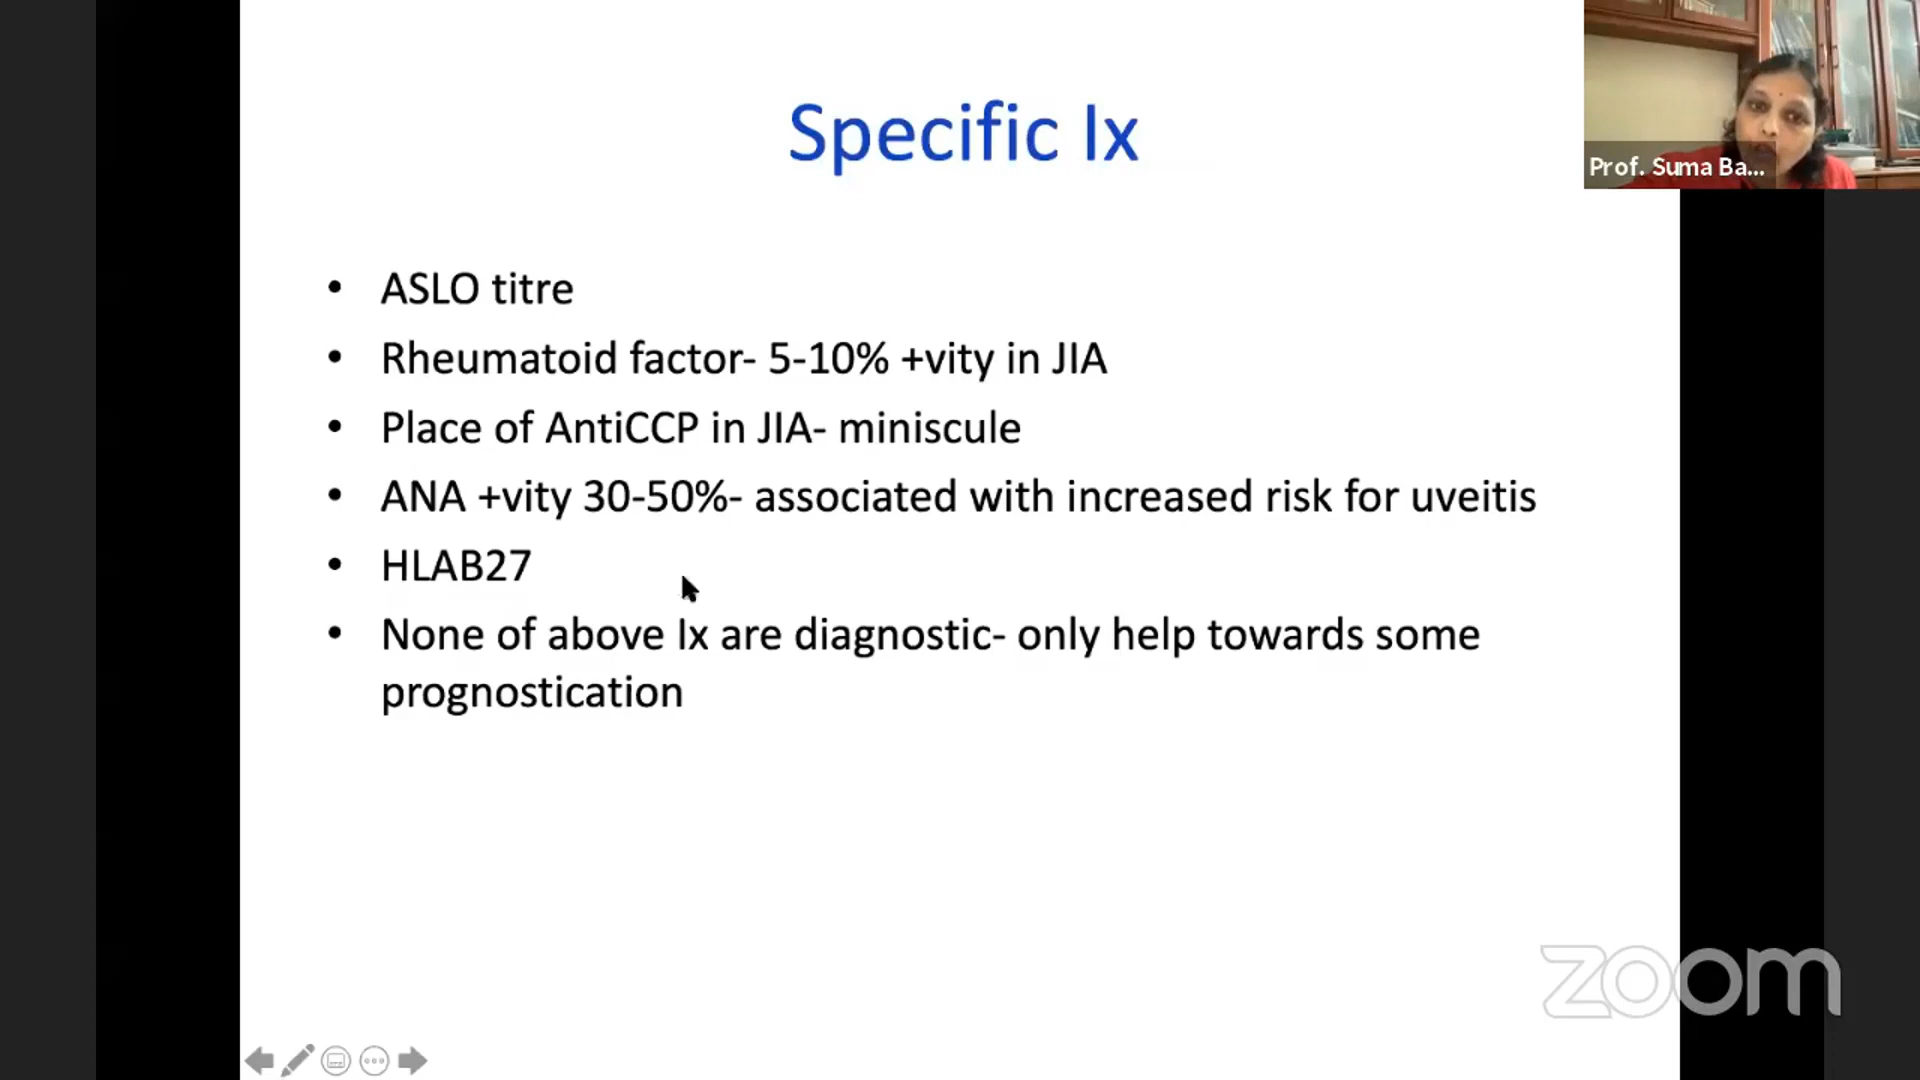 Specific Ix
Prof. Suma Ba...
• ASLO titre
• Rheumatoid factor- 5-10% +vity in JIA
• Place of AntiCCP in JIA- miniscule
• ANA +vity 30-50%- associated with increased risk for uveitis
• HLAB27
• None of above Ix are diagnostic- only help towards some
prognostication
zoom